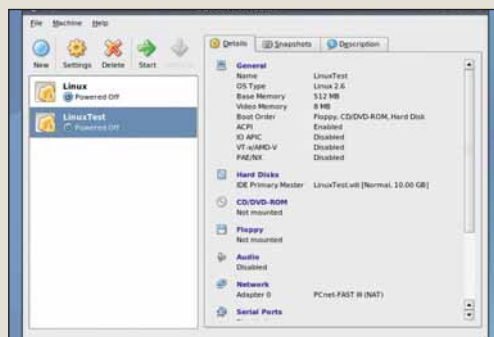 File Machine Help
New Settings Delete Start
Details Snapshots Description
Linux
Powered Off
LinuxTest
Powered Off
General
Name LinuxTest
OS Type Linux 2.6
Base Memory 512 MB
Video Memory 8 MB
Boot Order Floppy, CD/DVD-ROM, Hard Disk
ACPI Enabled
IO APIC Disabled
VT-x/AMD-V Disabled
PAE/NX Disabled
Hard Disks
IDE Primary Master LinuxTest.vdi [Normal, 10.00 GB]
CD/DVD-ROM
Not mounted
Floppy
Not mounted
Audio
Disabled
Network
Adapter 0 PCnet-FAST III (NAT)
Serial Ports